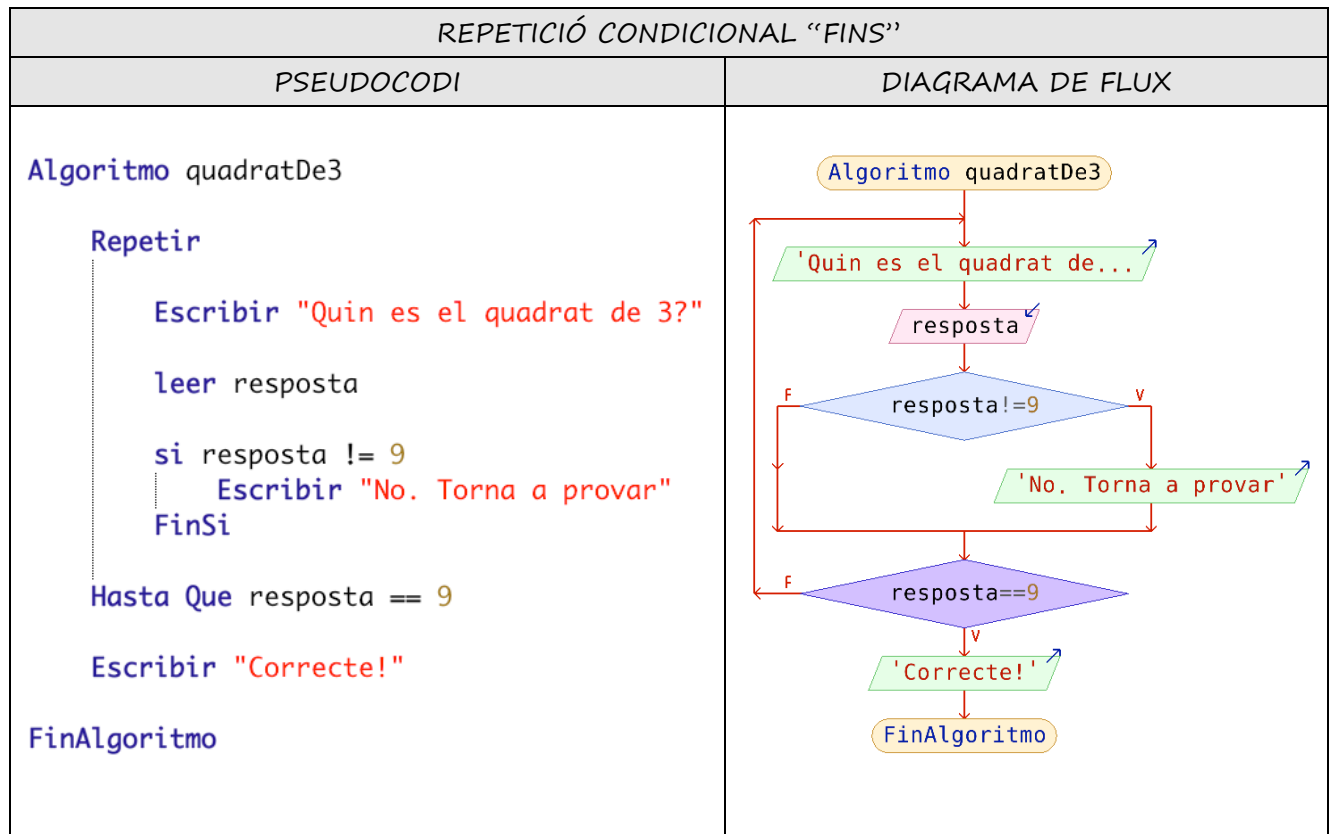 REPETICIÓ CONDICIONAL “FINS”
PSEUDOCODI
DIAGRAMA DE FLUX
Algoritmo quadratDe3
Repetir
Escribir "Quin es el quadrat de 3?"
leer resposta
si resposta != 9
Escribir "No. Torna a provar"
FinSi
Hasta Que resposta == 9
Escribir "Correcte!"
FinAlgoritmo
Algoritmo quadratDe3
'Quin es el quadrat de...
resposta
F
resposta!=9
V
'No. Torna a provar'
F
resposta==9
V
'Correcte!'
FinAlgoritmo